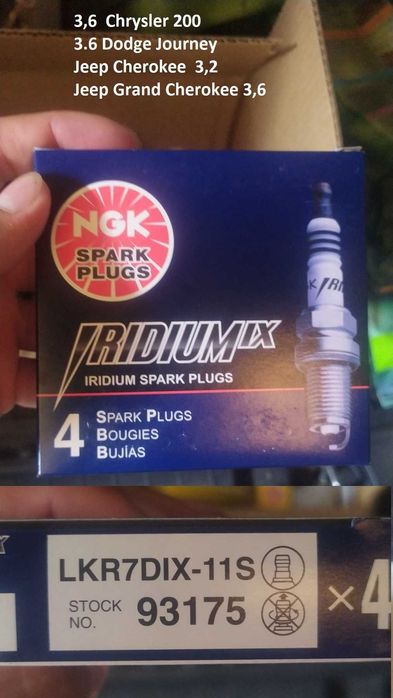 3,6 Chrysler 200
3.6 Dodge Journey
Jeep Cherokee 3,2
Jeep Grand Cherokee 3,6
NGK
SPARK
PLUGS
IRIDIUM IX
IRIDIUM SPARK PLUGS
4 SPARK PLUGS
BOUGIES
BUJÍAS
LKR7DIX-11S
STOCK NO. 93175
×4